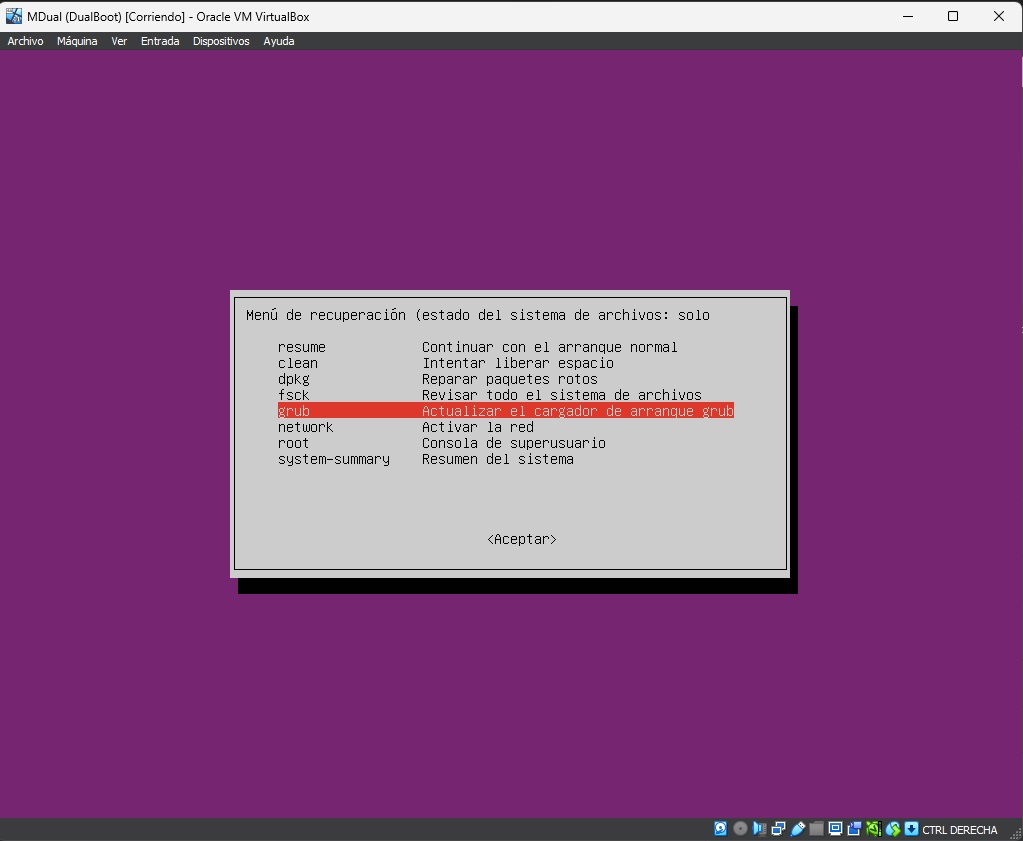 MDual (DualBoot) [Corriendo] - Oracle VM VirtualBox
Archivo Máquina Ver Entrada Dispositivos Ayuda
Menú de recuperación (estado del sistema de archivos: solo
resume Continuar con el arranque normal
clean Intentar liberar espacio
dpkg Reparar paquetes rotos
fsck Revisar todo el sistema de archivos
grub Actualizar el cargador de arranque grub
network Activar la red
root Consola de superusuario
system-summary Resumen del sistema
<Aceptar>
CTRL DERECHA